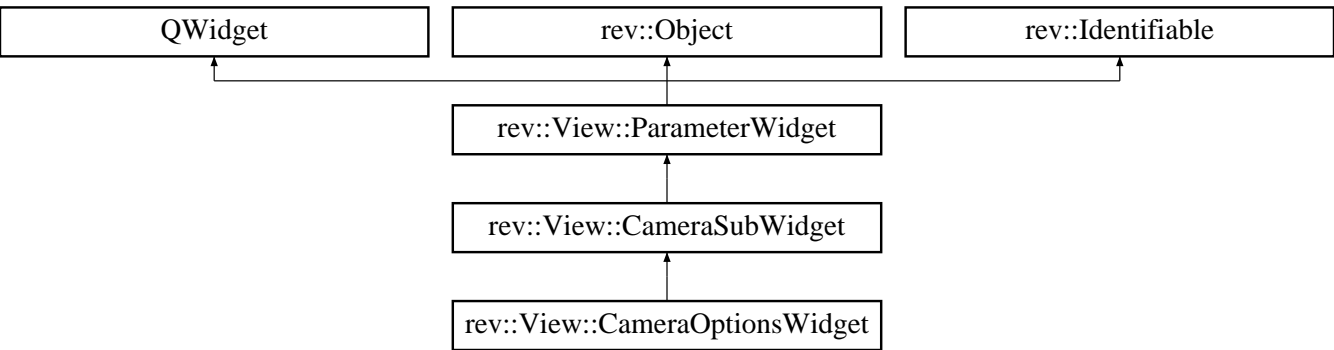 QWidget
rev::Object
rev::Identifiable
rev::View::ParameterWidget
rev::View::CameraSubWidget
rev::View::CameraOptionsWidget